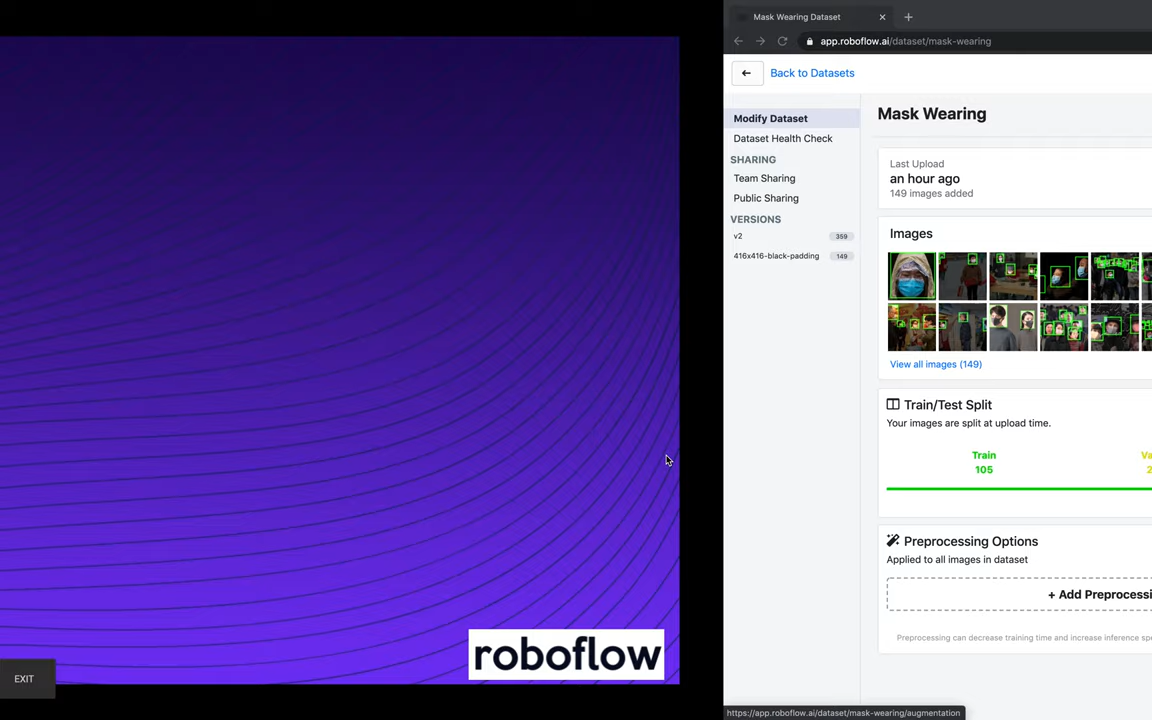 roboflow
EXIT
Mask Wearing Dataset
app.roboflow.ai/dataset/mask-wearing
Back to Datasets
Modify Dataset
Dataset Health Check
SHARING
Team Sharing
Public Sharing
VERSIONS
v2 359
416x416-black-padding 149
Mask Wearing
Last Upload
an hour ago
149 images added
Images
View all images (149)
Train/Test Split
Your images are split at upload time.
Train
105
Va
2
Preprocessing Options
Applied to all images in dataset
+ Add Preprocessi
Preprocessing can decrease training time and increase inference spe
https://app.roboflow.ai/dataset/mask-wearing/augmentation